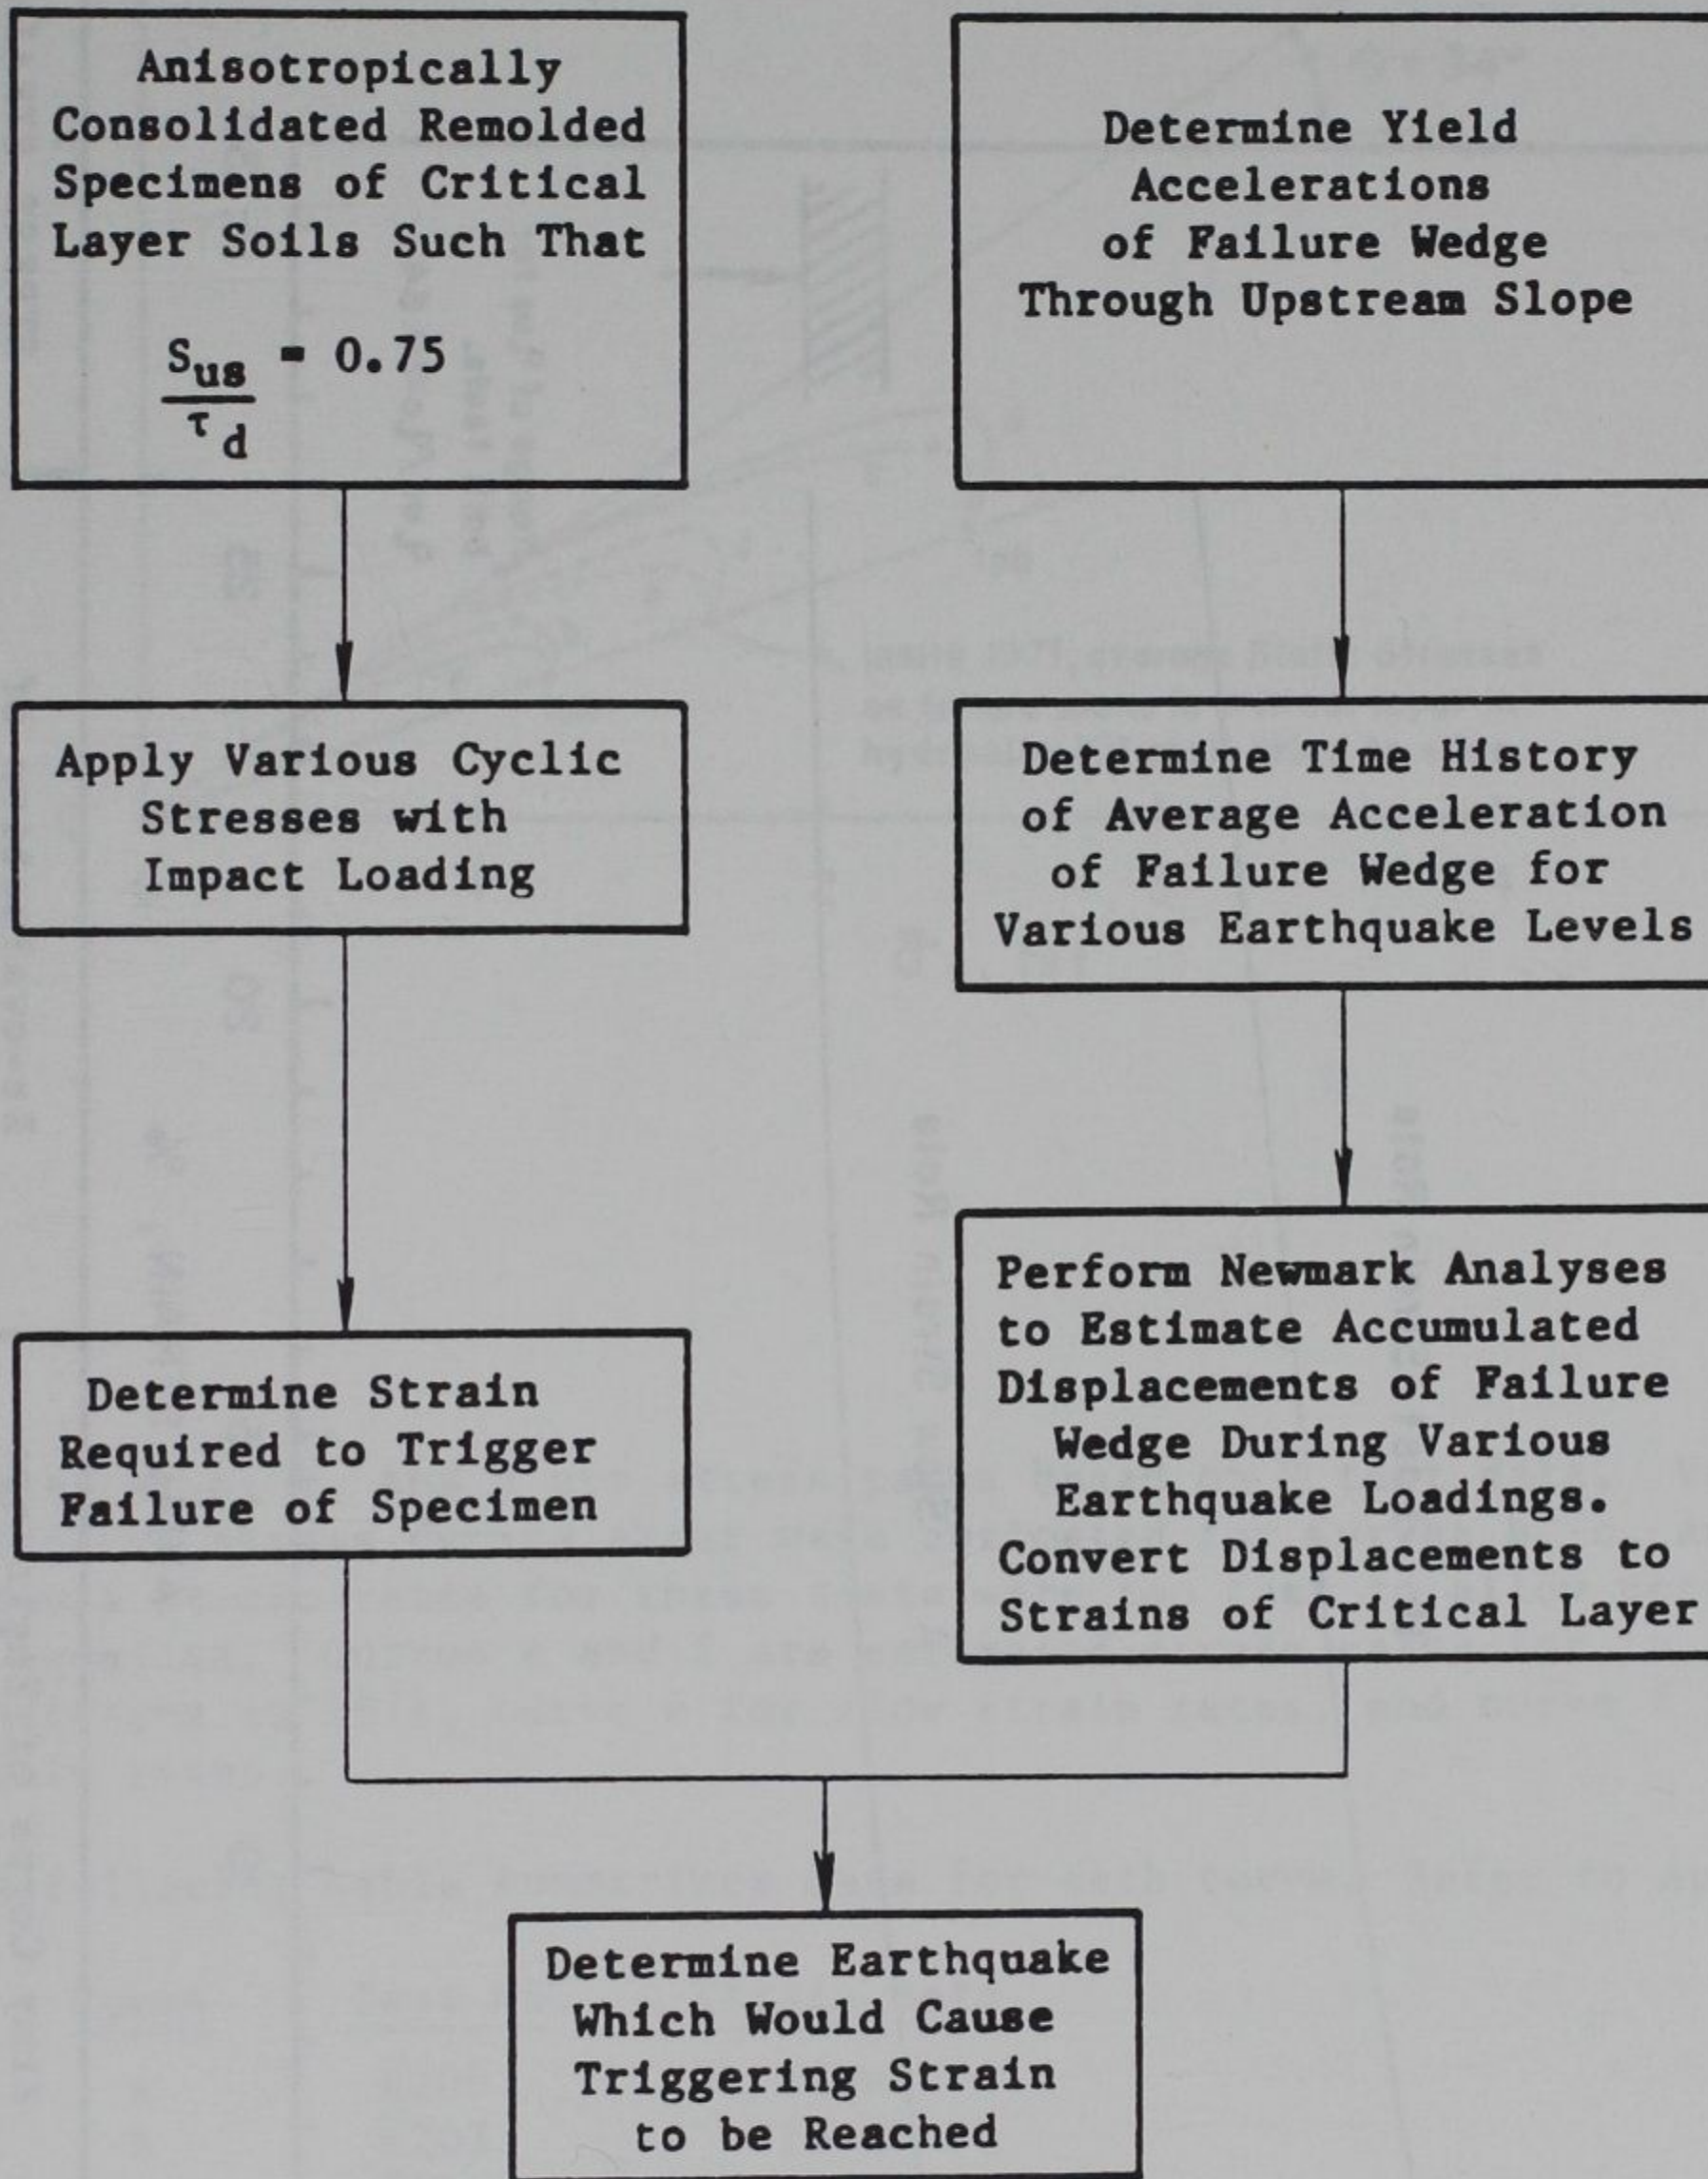 Anisotropically
Consolidated Remolded
Specimens of Critical
Layer Soils Such That
Sus = 0.75
τd
Apply Various Cyclic
Stresses with
Impact Loading
Determine Strain
Required to Trigger
Failure of Specimen
Determine Yield
Accelerations
of Failure Wedge
Through Upstream Slope
Determine Time History
of Average Acceleration
of Failure Wedge for
Various Earthquake Levels
Perform Newmark Analyses
to Estimate Accumulated
Displacements of Failure
Wedge During Various
Earthquake Loadings.
Convert Displacements to
Strains of Critical Layer
Determine Earthquake
Which Would Cause
Triggering Strain
to be Reached